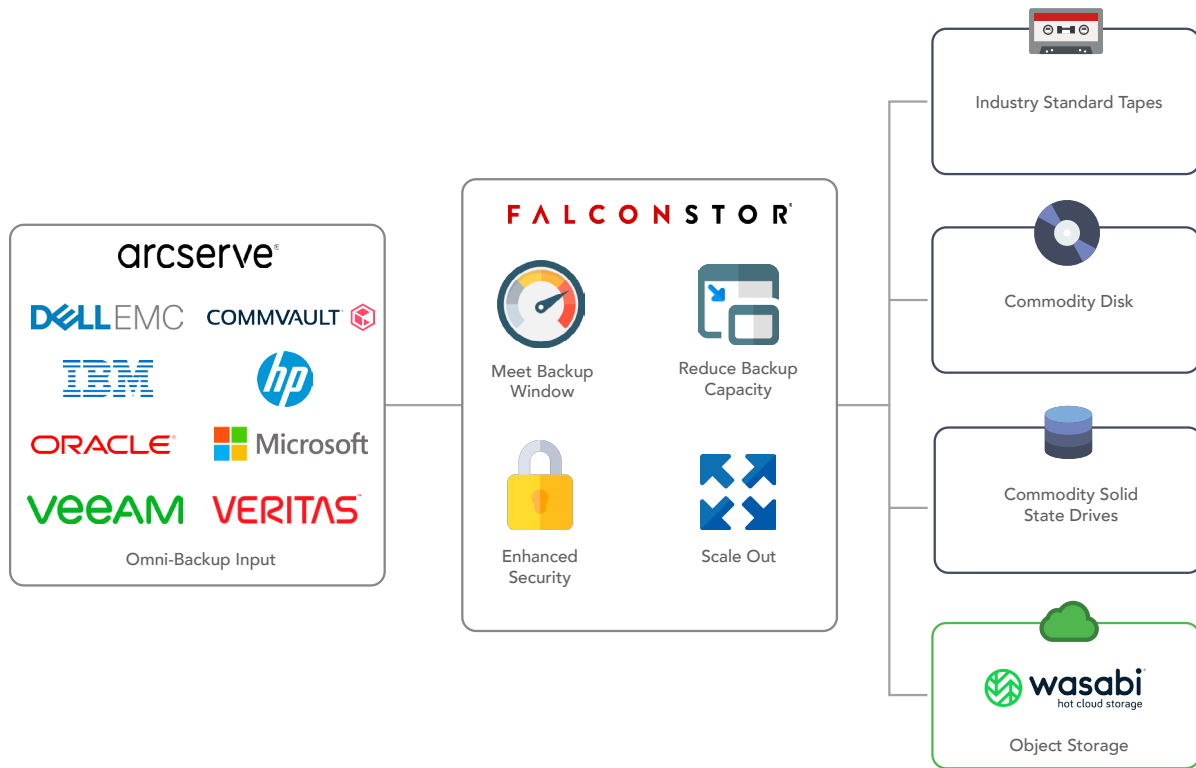 arcserve®
DELLEMC
COMMVAULT
IBM
hp
ORACLE®
Microsoft
veeAM
VERITAS™
Omni-Backup Input
FALCONSTOR®
Meet Backup
Window
Reduce Backup
Capacity
Enhanced
Security
Scale Out
Industry Standard Tapes
Commodity Disk
Commodity Solid
State Drives
wasabi
hot cloud storage
Object Storage